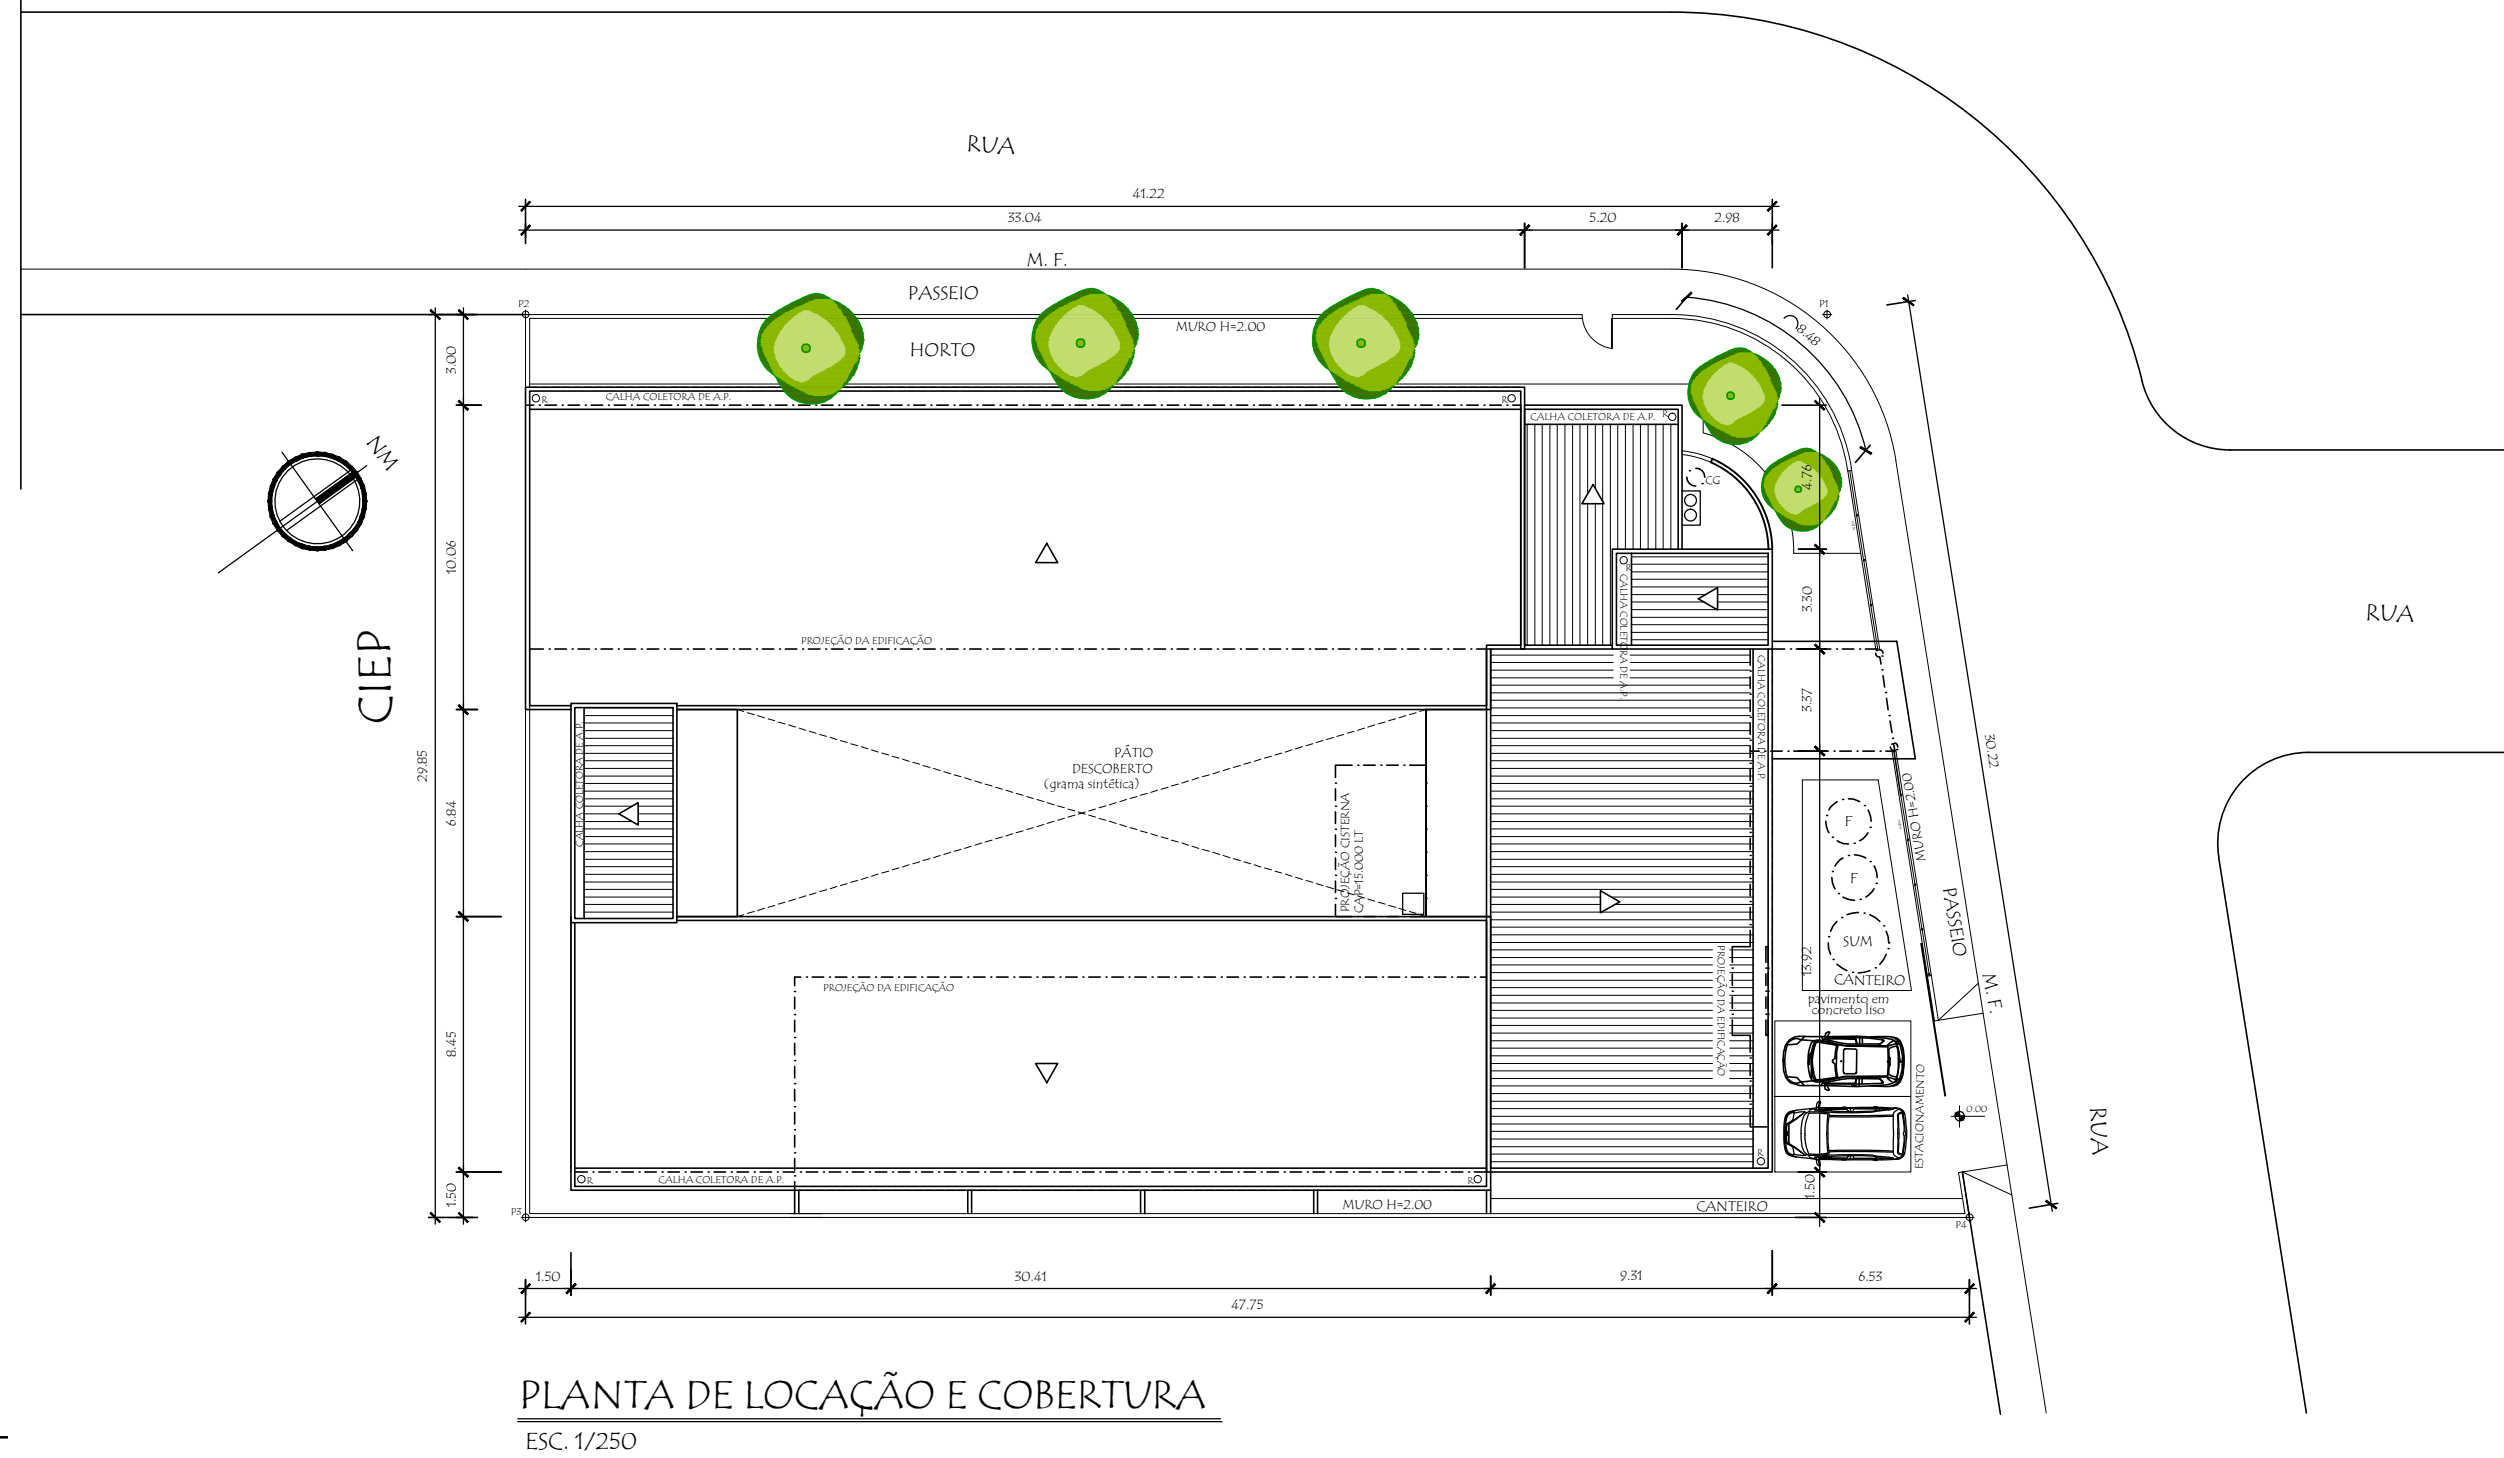 RUA
41.22
33.04
5.20
2.98
M. F.
PASSEIO
P2
P1
MURO H=2.00
HORTO
8.48
3.00
CALHA COLETORA DE A.P.
R
R
CALHA COLETORA DE A.P.
R
NM
CG
4.76
10.06
R
CALHA COLETORA DE A.P.
3.30
RUA
PROJEÇÃO DA EDIFICAÇÃO
CIEP
CALHA COLETORA DE A.P.
3.37
30.22
29.85
CALHA COLETORA DE A.P.
PÁTIO
DESCOBERTO
(grama sintética)
6.84
PROJEÇÃO CISTERNA
CAP=15.000 LT
MURO H=2.00
F
F
SUM
PASSEIO
13.92
CANTEIRO
pavimento em
concreto liso
M. F.
PROJEÇÃO DA EDIFICAÇÃO
PROJEÇÃO DA EDIFICAÇÃO
8.45
ESTACIONAMENTO
0.00
RUA
R
CALHA COLETORA DE A.P.
R
R
1.50
1.50
MURO H=2.00
CANTEIRO
P3
P4
1.50
30.41
9.31
6.53
47.75
PLANTA DE LOCAÇÃO E COBERTURA
ESC. 1/250